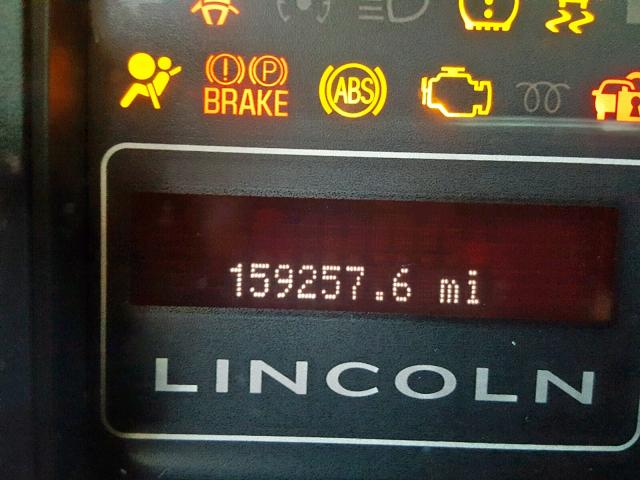 (!) (P)
BRAKE
ABS
159257.6 mi
LINCOLN